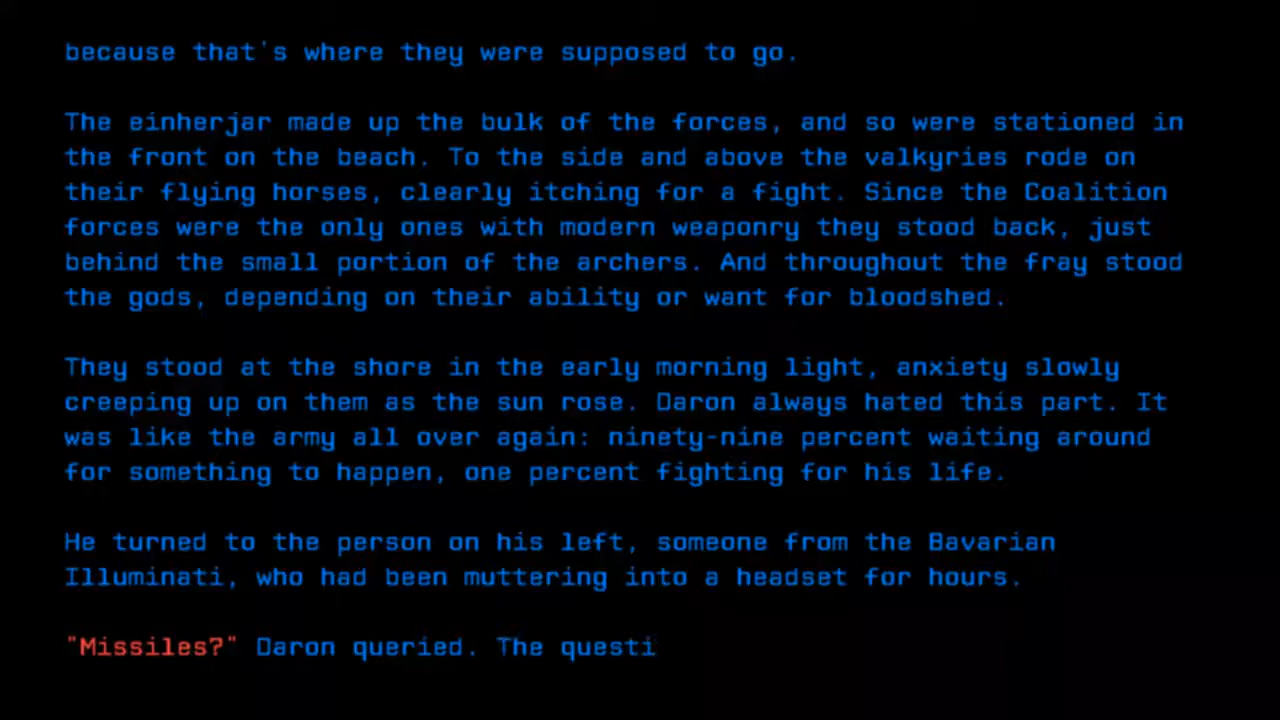 because that's where they were supposed to go.
The einherjar made up the bulk of the forces, and so were stationed in
the front on the beach. To the side and above the valkyries rode on
their flying horses, clearly itching for a fight. Since the Coalition
forces were the only ones with modern weaponry they stood back, just
behind the small portion of the archers. And throughout the fray stood
the gods, depending on their ability or want for bloodshed.
They stood at the shore in the early morning light, anxiety slowly
creeping up on them as the sun rose. Daron always hated this part. It
was like the army all over again: ninety-nine percent waiting around
for something to happen, one percent fighting for his life.
He turned to the person on his left, someone from the Bavarian
Illuminati, who had been muttering into a headset for hours.
"Missiles?" Daron queried. The questi